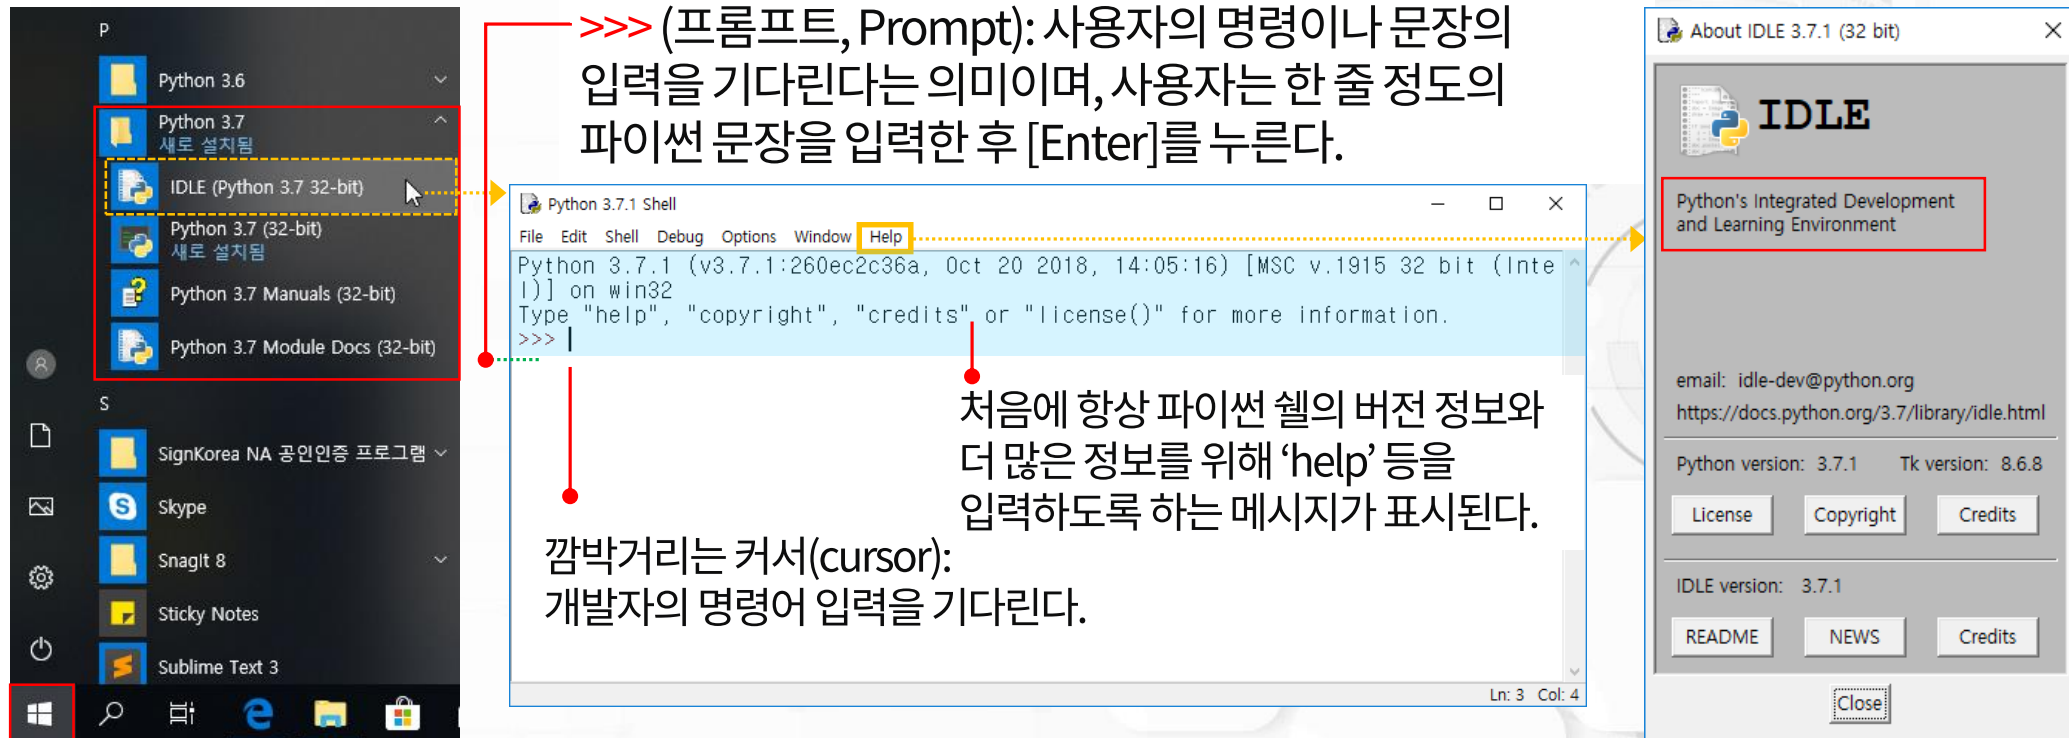 P
Python 3.6
Python 3.7
새로 설치됨
IDLE (Python 3.7 32-bit)
Python 3.7 (32-bit)
새로 설치됨
Python 3.7 Manuals (32-bit)
Python 3.7 Module Docs (32-bit)
S
SignKorea NA 공인인증 프로그램
Skype
SnagIt 8
Sticky Notes
Sublime Text 3
>>> (프롬프트, Prompt): 사용자의 명령이나 문장의
입력을 기다린다는 의미이며, 사용자는 한 줄 정도의
파이썬 문장을 입력한 후 [Enter]를 누른다.
Python 3.7.1 Shell
File Edit Shell Debug Options Window Help
Python 3.7.1 (v3.7.1:260ec2c36a, Oct 20 2018, 14:05:16) [MSC v.1915 32 bit (Inte
l)] on win32
Type "help", "copyright", "credits" or "license()" for more information.
>>>
처음에 항상 파이썬 쉘의 버전 정보와
더 많은 정보를 위해 ‘help’ 등을
입력하도록 하는 메시지가 표시된다.
깜박거리는 커서(cursor):
개발자의 명령어 입력을 기다린다.
Ln: 3 Col: 4
About IDLE 3.7.1 (32 bit)
IDLE
Python's Integrated Development
and Learning Environment
email: idle-dev@python.org
https://docs.python.org/3.7/library/idle.html
Python version: 3.7.1 Tk version: 8.6.8
License Copyright Credits
IDLE version: 3.7.1
README NEWS Credits
Close